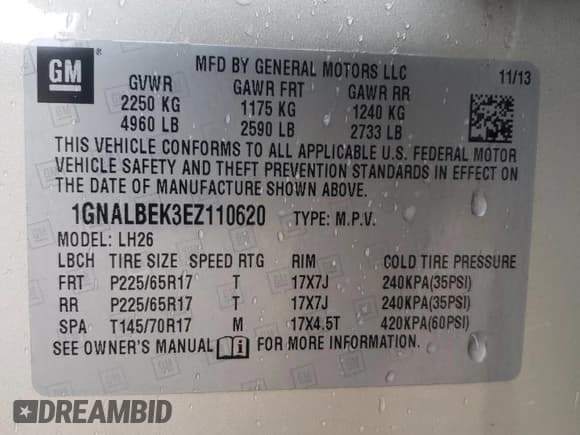 GM ®
MFD BY GENERAL MOTORS LLC 11/13
GVWR GAWR FRT GAWR RR
2250 KG 1175 KG 1240 KG
4960 LB 2590 LB 2733 LB
THIS VEHICLE CONFORMS TO ALL APPLICABLE U.S. FEDERAL MOTOR
VEHICLE SAFETY AND THEFT PREVENTION STANDARDS IN EFFECT ON
THE DATE OF MANUFACTURE SHOWN ABOVE.
1GNALBEK3EZ110620 TYPE: M.P.V.
MODEL: LH26
LBCH TIRE SIZE SPEED RTG RIM COLD TIRE PRESSURE
FRT P225/65R17 T 17X7J 240KPA(35PSI)
RR P225/65R17 T 17X7J 240KPA(35PSI)
SPA T145/70R17 M 17X4.5T 420KPA(60PSI)
SEE OWNER'S MANUAL FOR MORE INFORMATION
DREAMBID